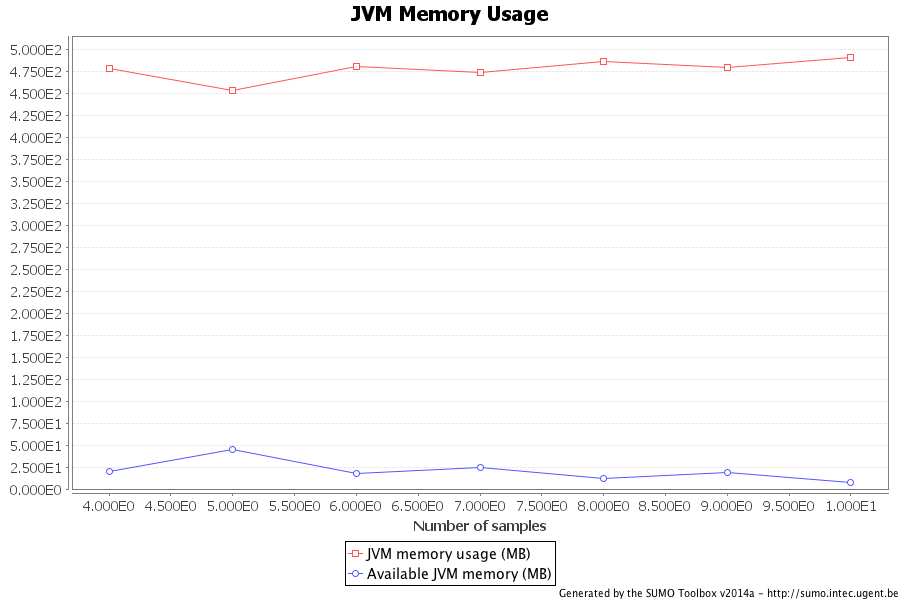 JVM Memory Usage
5.000E2
4.750E2
4.500E2
4.250E2
4.000E2
3.750E2
3.500E2
3.250E2
3.000E2
2.750E2
2.500E2
2.250E2
2.000E2
1.750E2
1.500E2
1.250E2
1.000E2
7.500E1
5.000E1
2.500E1
0.000E0
4.000E0 4.500E0 5.000E0 5.500E0 6.000E0 6.500E0 7.000E0 7.500E0 8.000E0 8.500E0 9.000E0 9.500E0 1.000E1
Number of samples
JVM memory usage (MB)
Available JVM memory (MB)
Generated by the SUMO Toolbox v2014a - http://sumo.intec.ugent.be